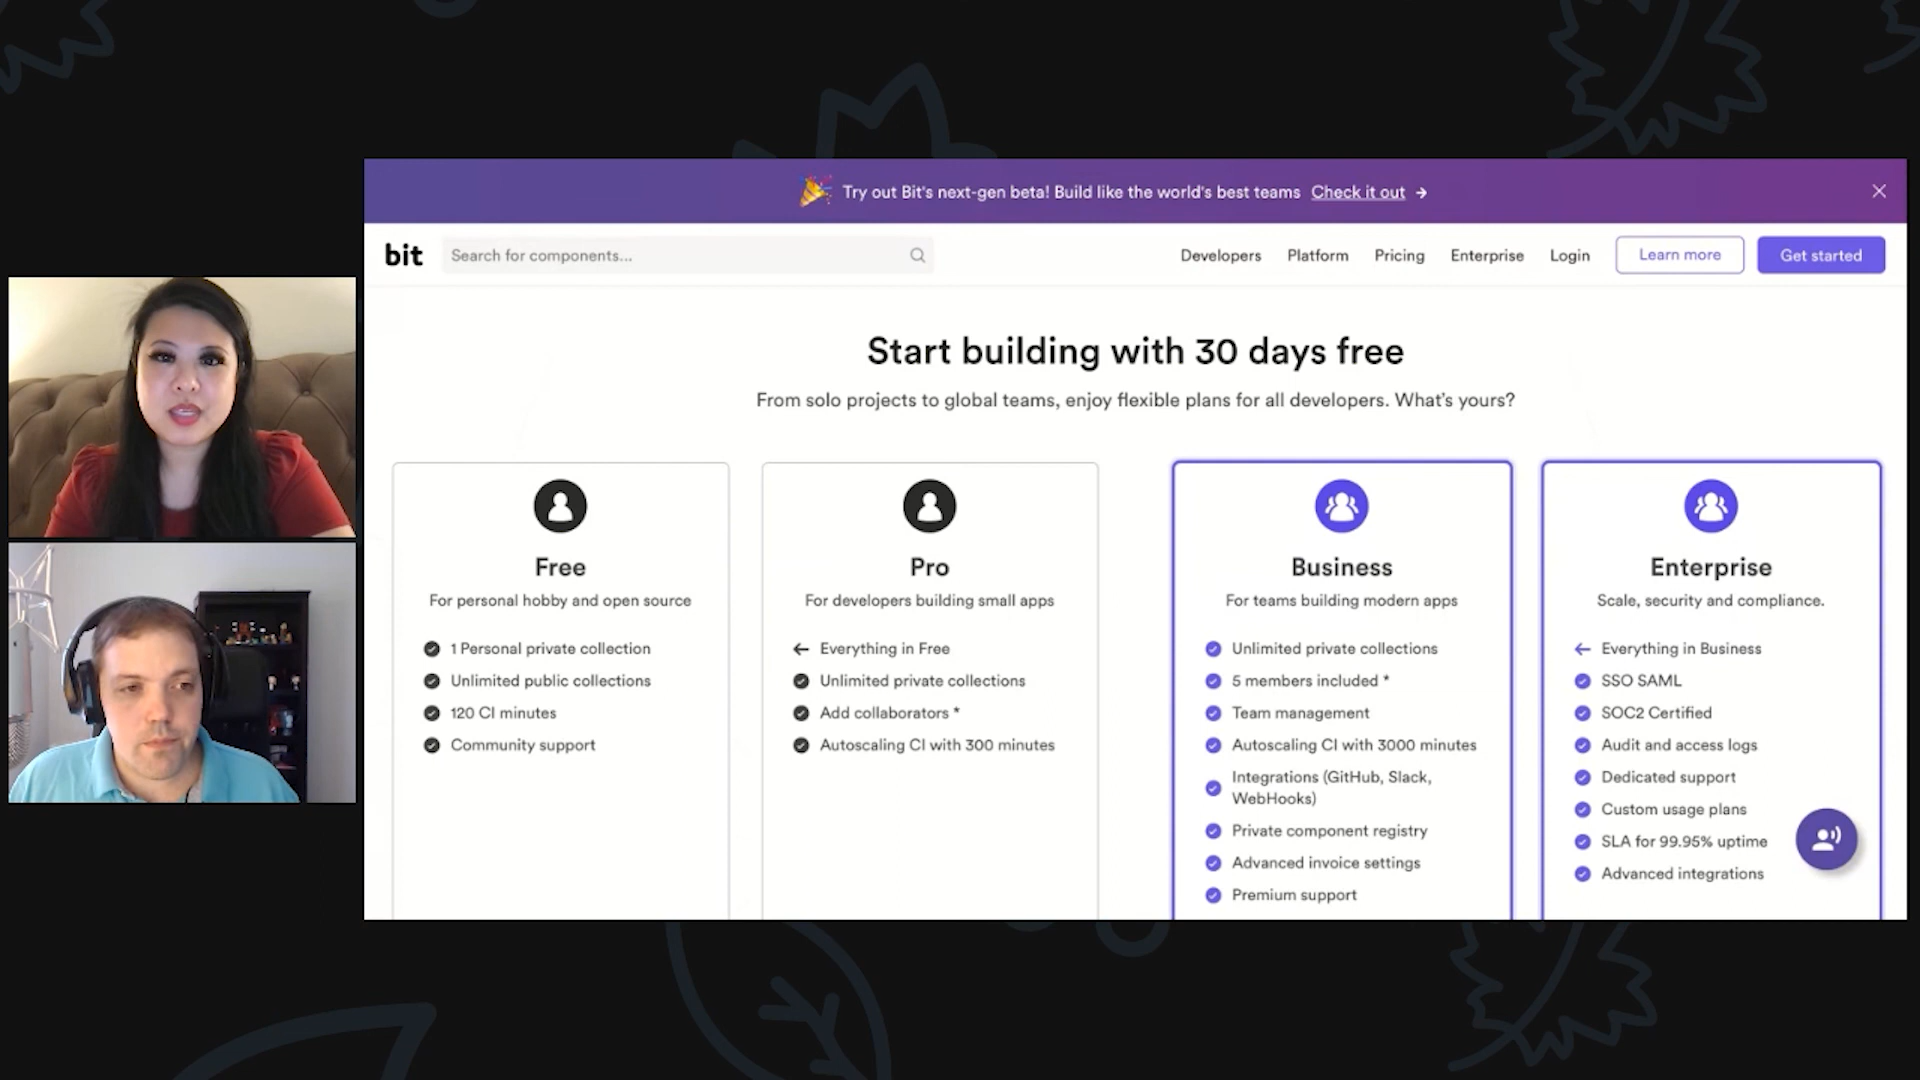 Try out Bit's next-gen beta! Build like the world's best teams Check it out →
bit
Search for components...
Developers
Platform
Pricing
Enterprise
Login
Learn more
Get started
Start building with 30 days free
From solo projects to global teams, enjoy flexible plans for all developers. What's yours?
Free
For personal hobby and open source
1 Personal private collection
Unlimited public collections
120 CI minutes
Community support
Pro
For developers building small apps
Everything in Free
Unlimited private collections
Add collaborators *
Autoscaling CI with 300 minutes
Business
For teams building modern apps
Unlimited private collections
5 members included *
Team management
Autoscaling CI with 3000 minutes
Integrations (GitHub, Slack,
WebHooks)
Private component registry
Advanced invoice settings
Premium support
Enterprise
Scale, security and compliance.
Everything in Business
SSO SAML
SOC2 Certified
Audit and access logs
Dedicated support
Custom usage plans
SLA for 99.95% uptime
Advanced integrations